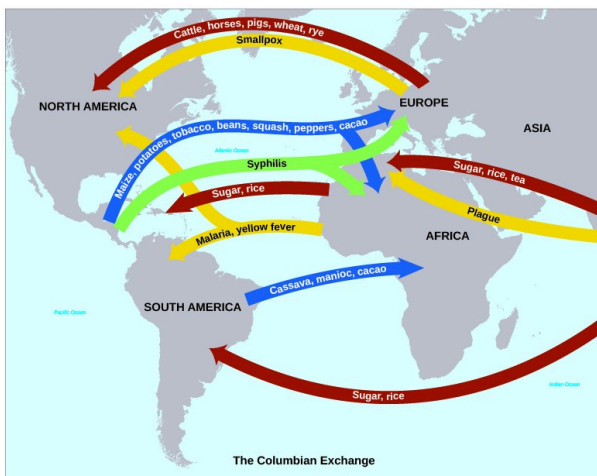 Cattle, horses, pigs, wheat, rye
Smallpox
NORTH AMERICA
EUROPE
ASIA
Maize, potatoes, tobacco, beans, squash, peppers, cacao
Atlantic Ocean
Syphilis
Sugar, rice, tea
Sugar, rice
Plague
Malaria, yellow fever
AFRICA
Cassava, manioc, cacao
SOUTH AMERICA
Pacific Ocean
Indian Ocean
Sugar, rice
The Columbian Exchange